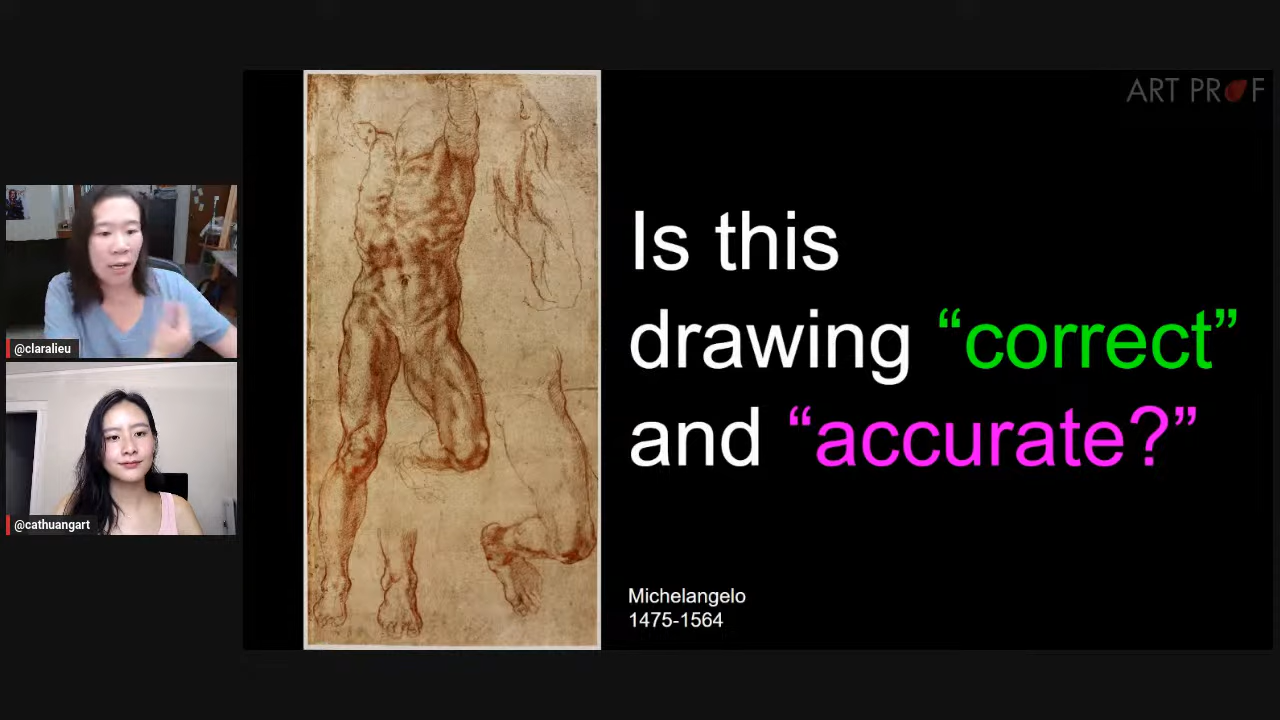 ART PROF
Is this
drawing “correct”
and “accurate?”
Michelangelo
1475-1564
@claralieu
@cathuangart